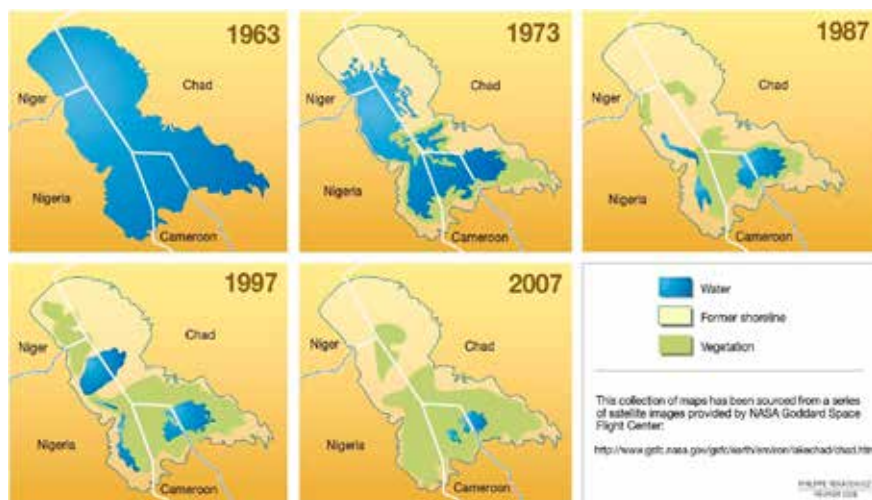 1963
Chad
Niger
Nigeria
Cameroon
1973
Chad
Niger
Nigeria
Cameroon
1987
Chad
Niger
Nigeria
Cameroon
1997
Chad
Niger
Nigeria
Cameroon
2007
Chad
Niger
Nigeria
Cameroon
Water
Former shoreline
Vegetation
This collection of maps has been sourced from a series
of satellite images provided by NASA Goddard Space
Flight Center: